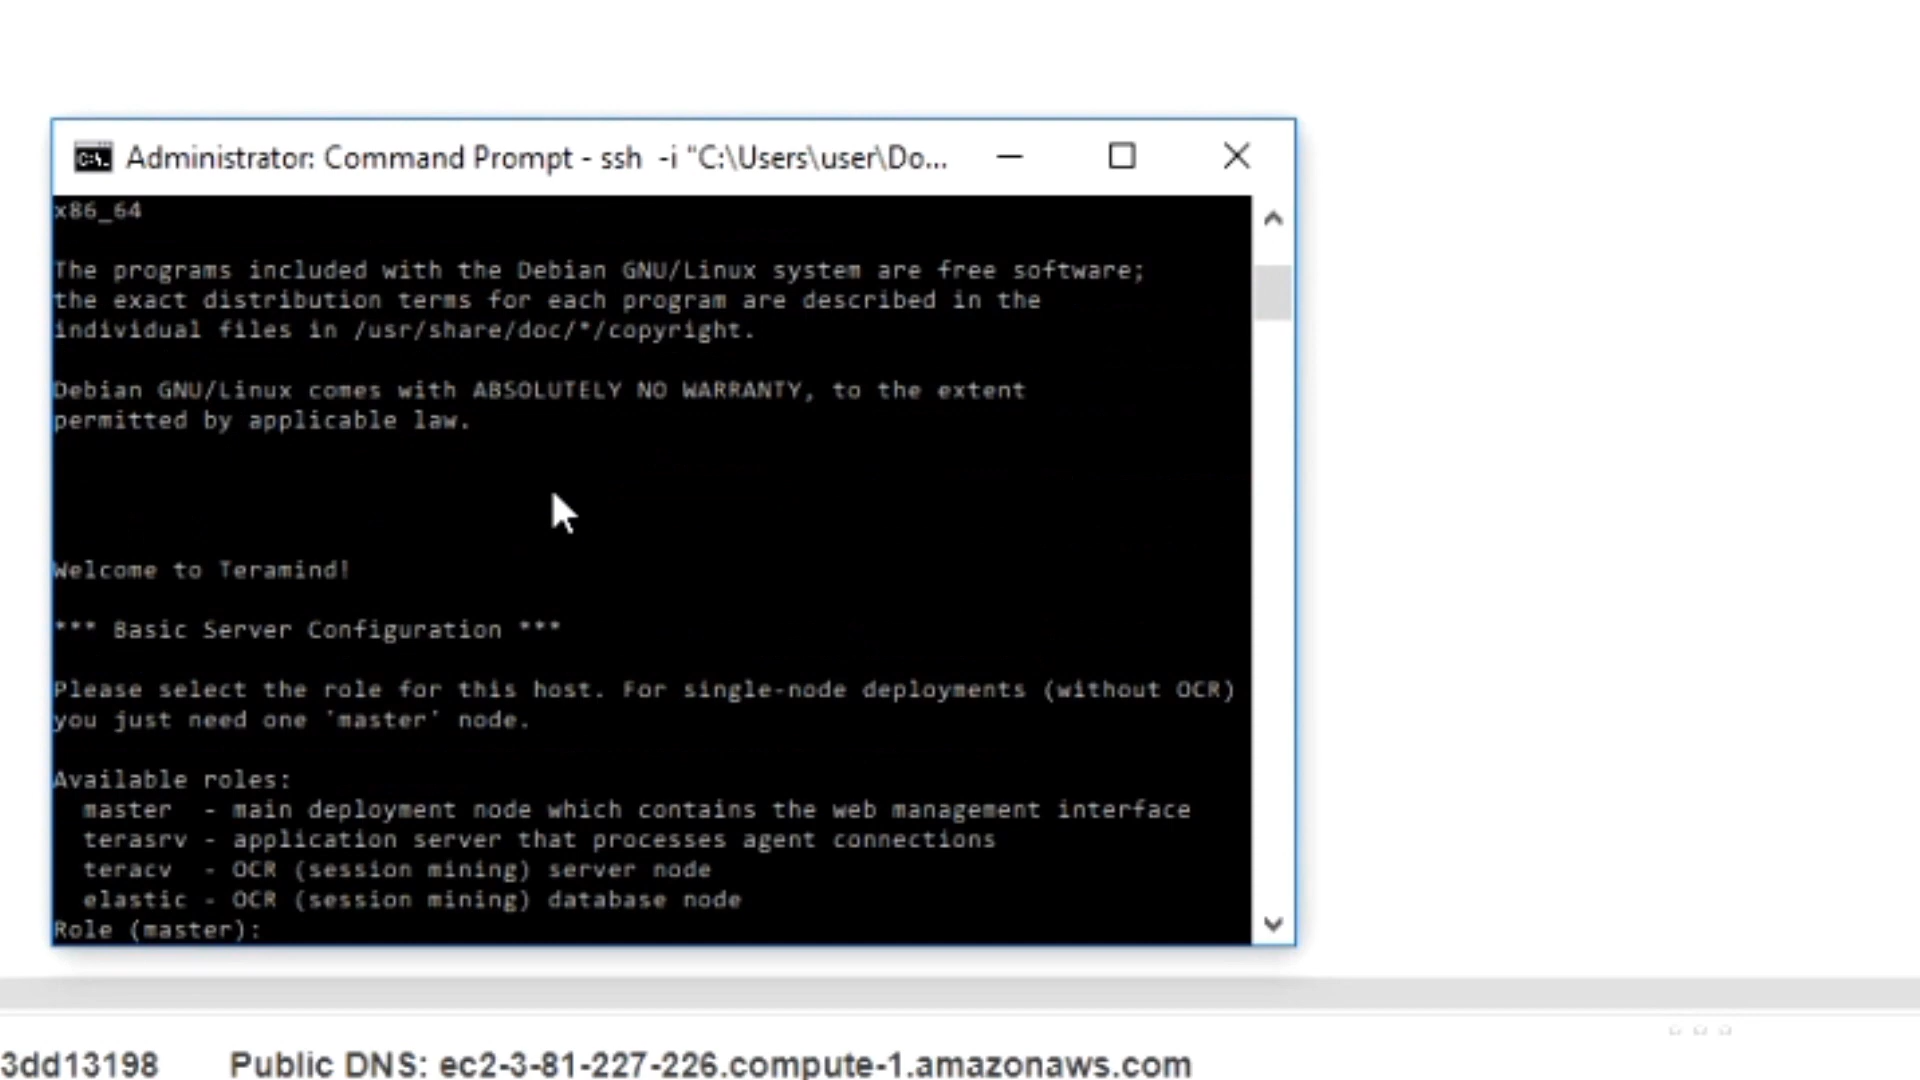 Administrator: Command Prompt - ssh  -i "C:\Users\user\Do...
x86_64
The programs included with the Debian GNU/Linux system are free software;
the exact distribution terms for each program are described in the
individual files in /usr/share/doc/*/copyright.
Debian GNU/Linux comes with ABSOLUTELY NO WARRANTY, to the extent
permitted by applicable law.
Welcome to Teramind!
*** Basic Server Configuration ***
Please select the role for this host. For single-node deployments (without OCR)
you just need one 'master' node.
Available roles:
  master  - main deployment node which contains the web management interface
  terasrv - application server that processes agent connections
  teracv  - OCR (session mining) server node
  elastic - OCR (session mining) database node
Role (master):
3dd13198 Public DNS: ec2-3-81-227-226.compute-1.amazonaws.com